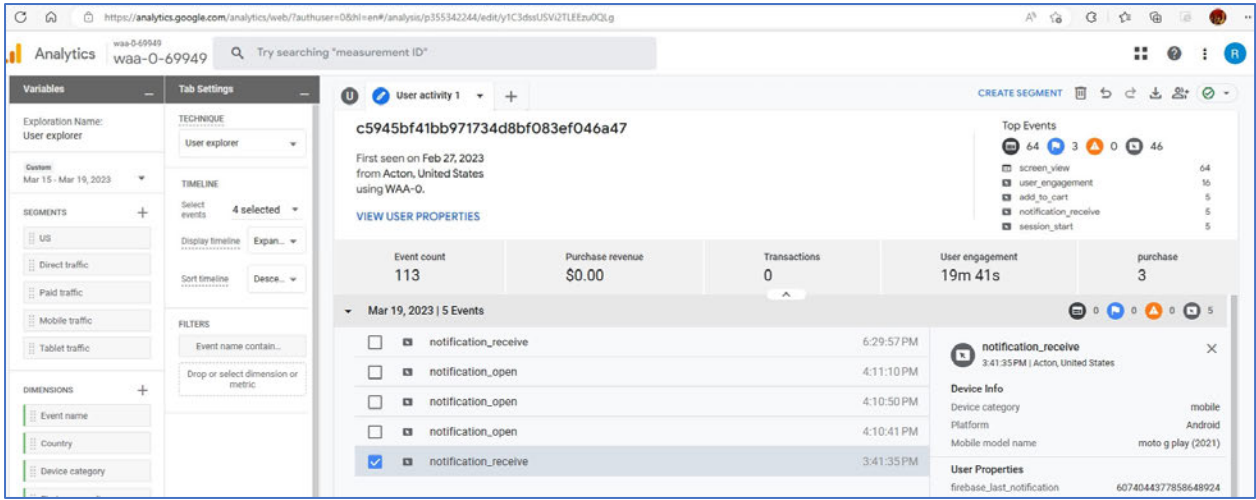 https://analytics.google.com/analytics/web/?authuser=0&hl=en#/analysis/p355342244/edit/y1C3dssUSVi2TLEEzu0QLg
Analytics
waa-0-69949
waa-0-69949
Try searching "measurement ID"
R
Variables
Exploration Name:
User explorer
Custom
Mar 15 - Mar 19, 2023
SEGMENTS
US
Direct traffic
Paid traffic
Mobile traffic
Tablet traffic
DIMENSIONS
Event name
Country
Device category
Tab Settings
TECHNIQUE
User explorer
TIMELINE
Select events 4 selected
Display timeline Expan...
Sort timeline Desce...
FILTERS
Event name contain...
Drop or select dimension or
metric
U User activity 1
CREATE SEGMENT
c5945bf41bb971734d8bf083ef046a47
First seen on Feb 27, 2023
from Acton, United States
using WAA-0.
VIEW USER PROPERTIES
Top Events
64 3 0 46
screen_view 64
user_engagement 16
add_to_cart 5
notification_receive 5
session_start 5
Event count Purchase revenue Transactions User engagement purchase
113 $0.00 0 19m 41s 3
Mar 19, 2023 | 5 Events 0 0 0 5
notification_receive 6:29:57 PM
notification_open 4:11:10 PM
notification_open 4:10:50 PM
notification_open 4:10:41 PM
notification_receive 3:41:35 PM
notification_receive
3:41:35 PM | Acton, United States
Device Info
Device category mobile
Platform Android
Mobile model name moto g play (2021)
User Properties
firebase_last_notification 6074044377858648924